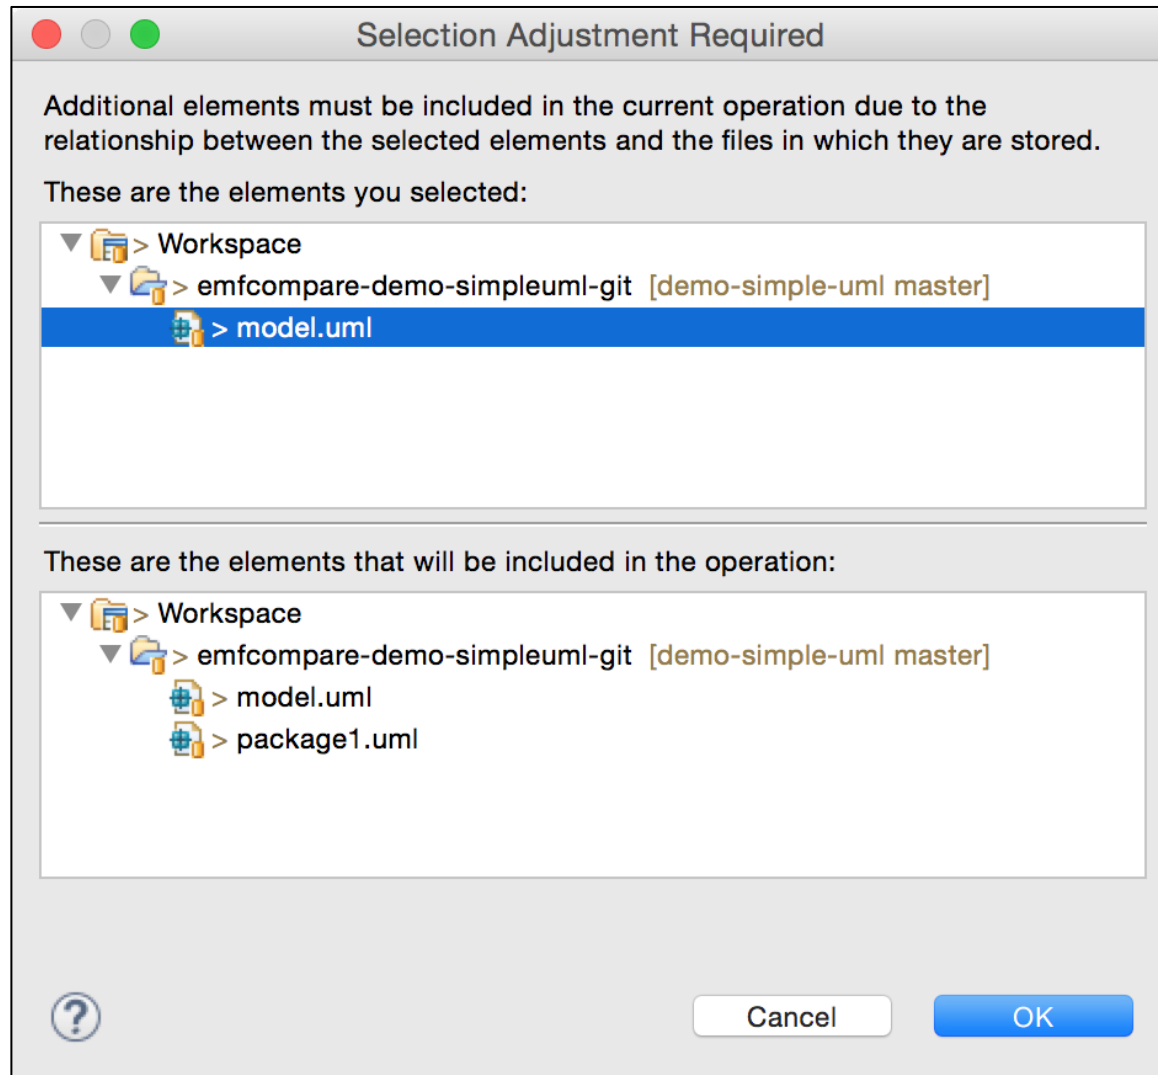 Selection Adjustment Required
Additional elements must be included in the current operation due to the
relationship between the selected elements and the files in which they are stored.
These are the elements you selected:
> Workspace
> emfcompare-demo-simpleuml-git [demo-simple-uml master]
> model.uml
These are the elements that will be included in the operation:
> Workspace
> emfcompare-demo-simpleuml-git [demo-simple-uml master]
> model.uml
> package1.uml
? Cancel OK